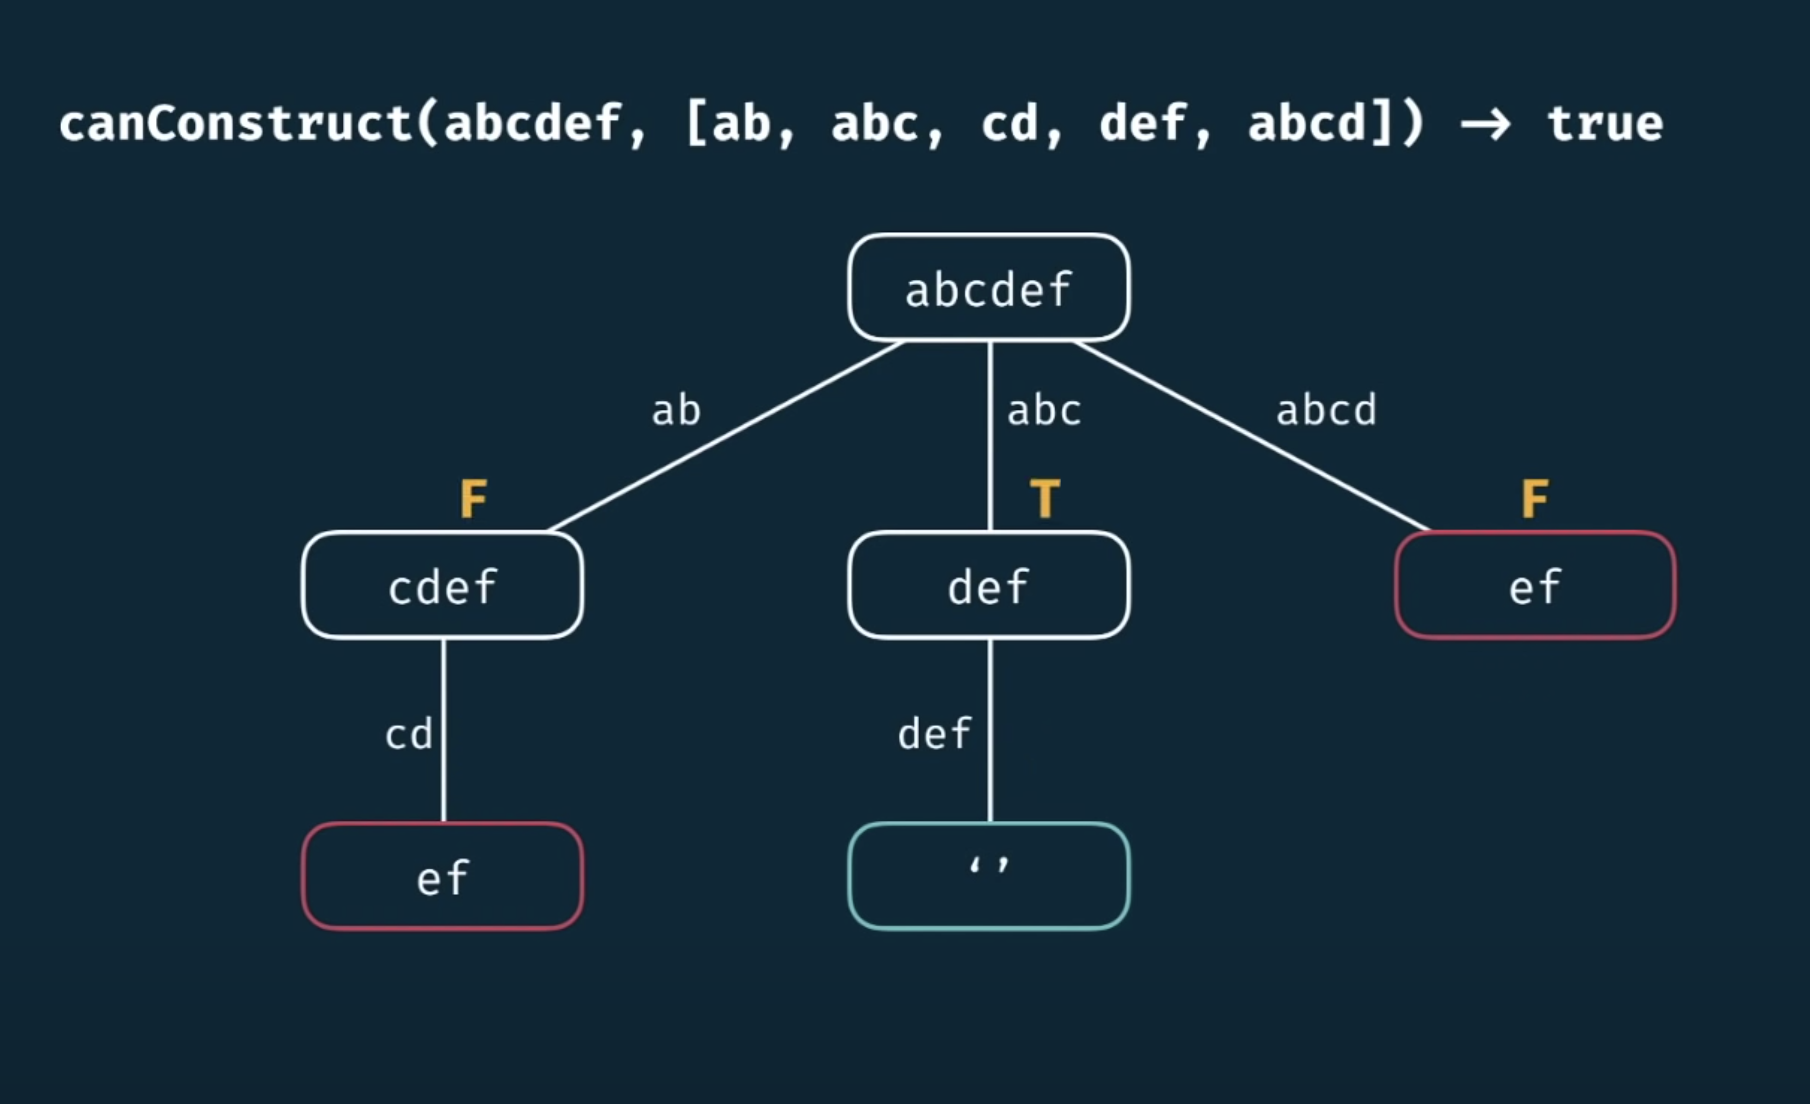 canConstruct(abcdef, [ab, abc, cd, def, abcd]) → true
abcdef
ab
abc
abcd
F
T
F
cdef
def
ef
cd
def
ef
‘’